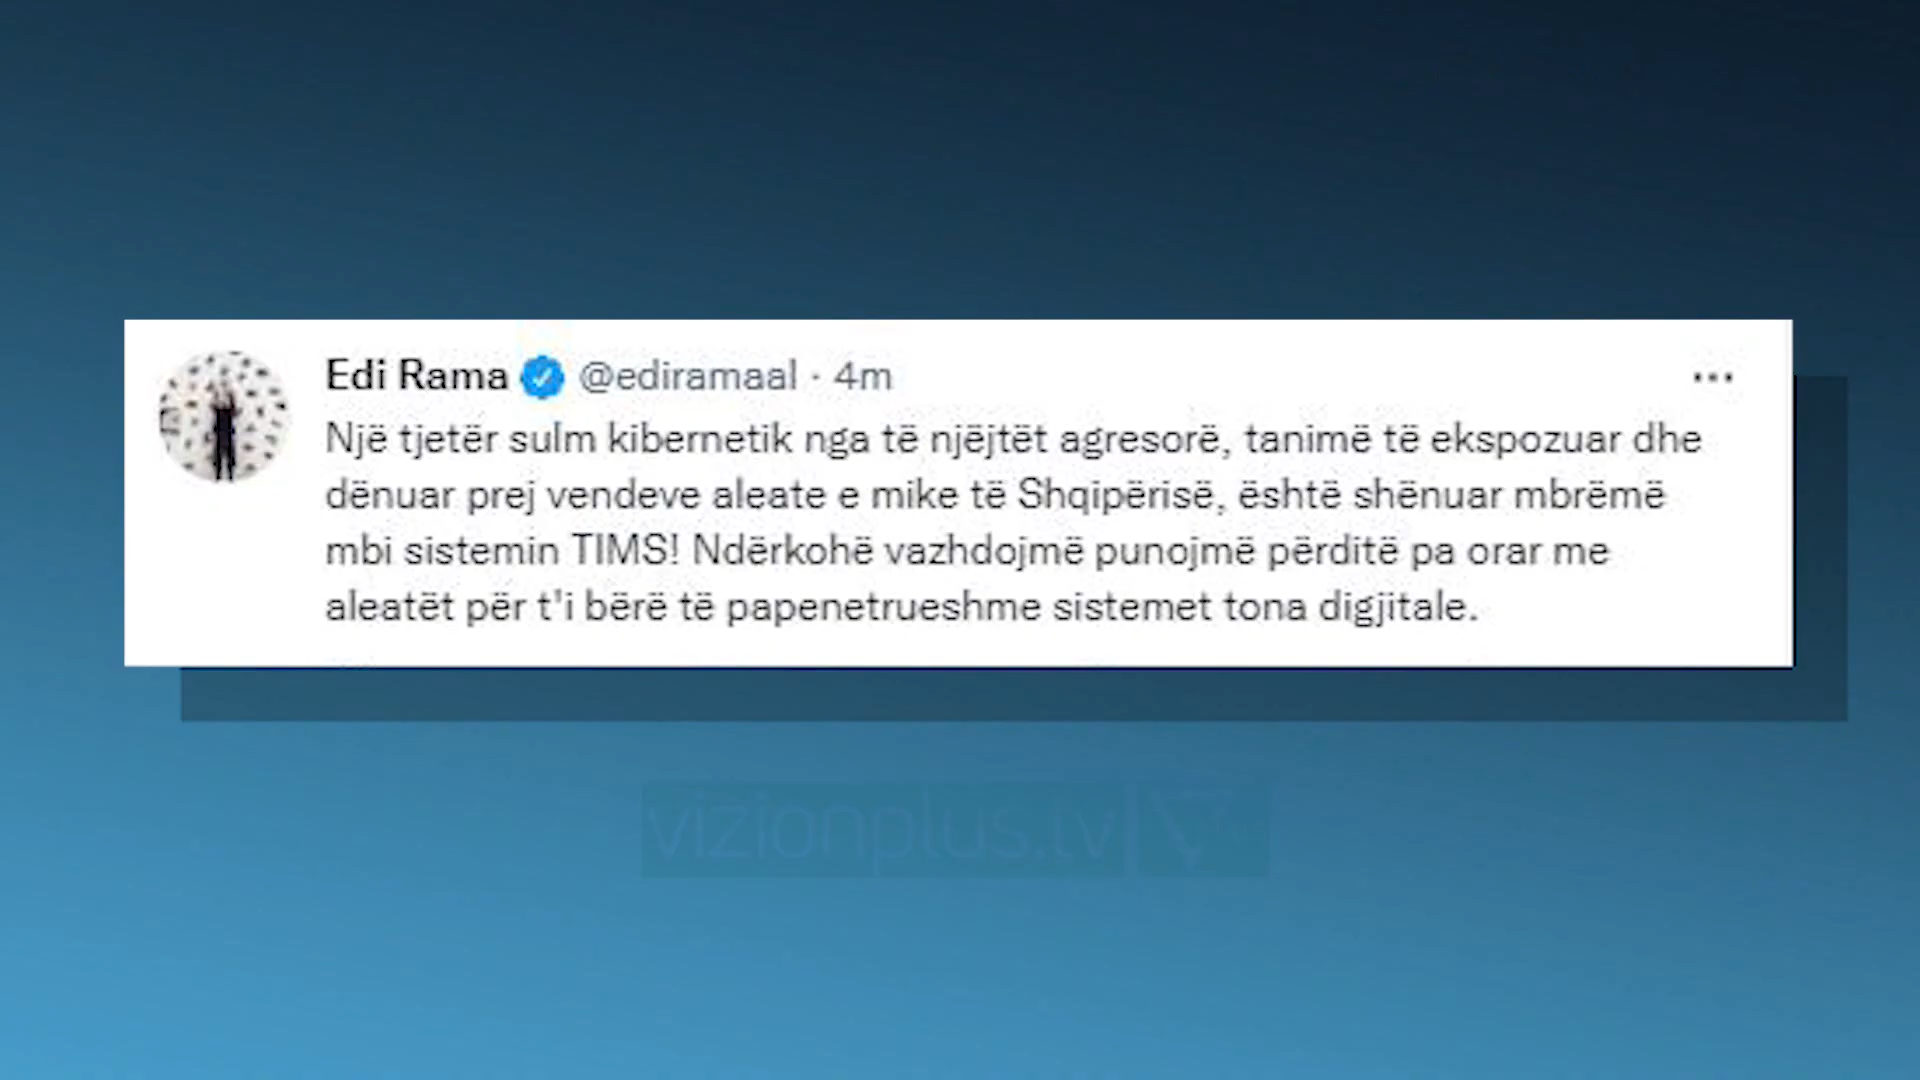 Edi Rama @ediramaal · 4m
Një tjetër sulm kibernetik nga të njëjtët agresorë, tanimë të ekspozuar dhe
dënuar prej vendeve aleate e mike të Shqipërisë, është shënuar mbrëmë
mbi sistemin TIMS! Ndërkohë vazhdojmë punojmë përditë pa orar me
aleatët për t'i bërë të papenetrueshme sistemet tona digjitale.
vizionplus.tv